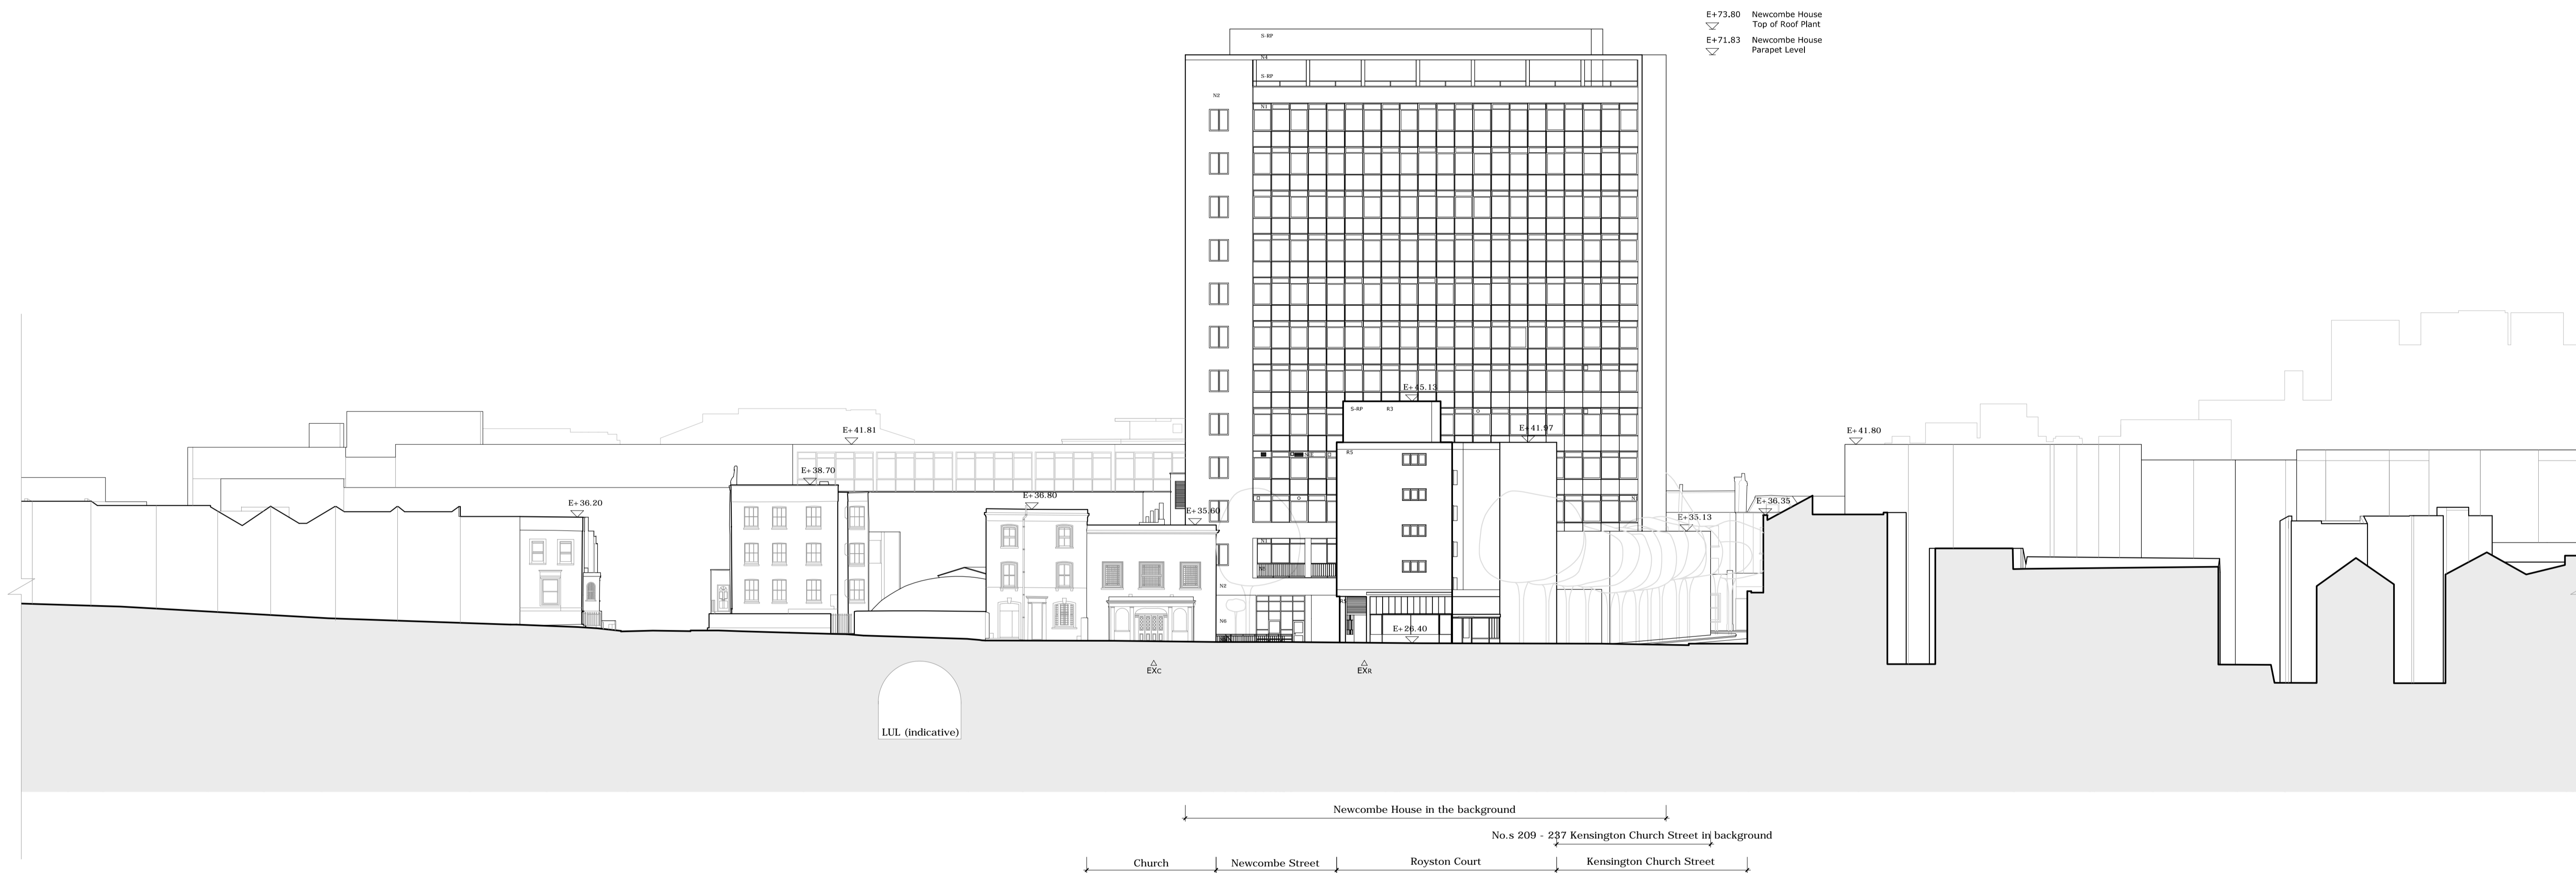 E+73.80 Newcombe House
Top of Roof Plant
E+71.83 Newcombe House
Parapet Level
S-RP
N4
S-RP
N2
N1
E+45.13
S-RP R3
E+41.81
E+41.97
E+41.80
R5
E+38.70
E+36.20
E+36.80
E+35.60
E+36.35
E+35.13
N1
N2
N6
E+26.40
EXC
EXR
LUL (indicative)
Newcombe House in the background
No.s 209 - 237 Kensington Church Street in background
Church
Newcombe Street
Royston Court
Kensington Church Street